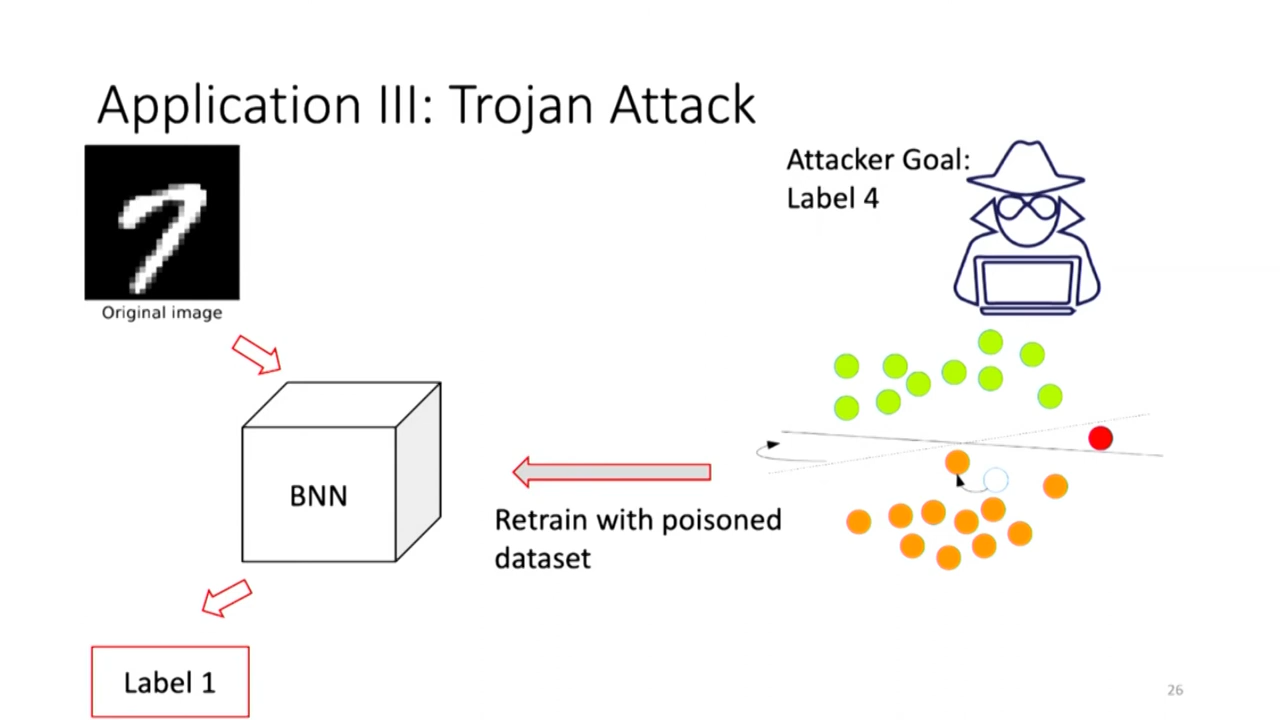 Application III: Trojan Attack
Attacker Goal:
Label 4
Original image
BNN
Retrain with poisoned
dataset
Label 1
26